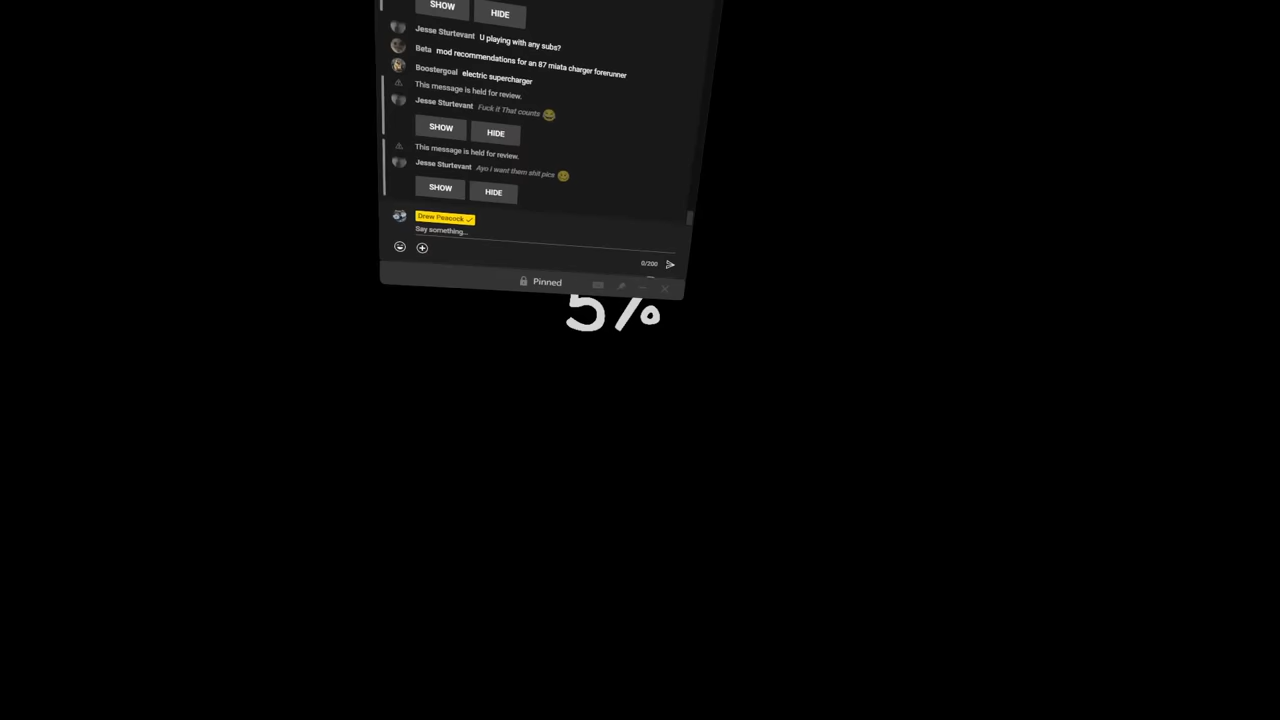 SHOW HIDE
Jesse Sturtevant U playing with any subs?
Beta mod recommendations for an 87 miata charger forerunner
Boostergoal electric supercharger
This message is held for review.
Jesse Sturtevant Fuck it That counts
SHOW HIDE
This message is held for review.
Jesse Sturtevant Ayo i want them shit pics
SHOW HIDE
Drew Peacock
Say something...
0/200
Pinned
5%